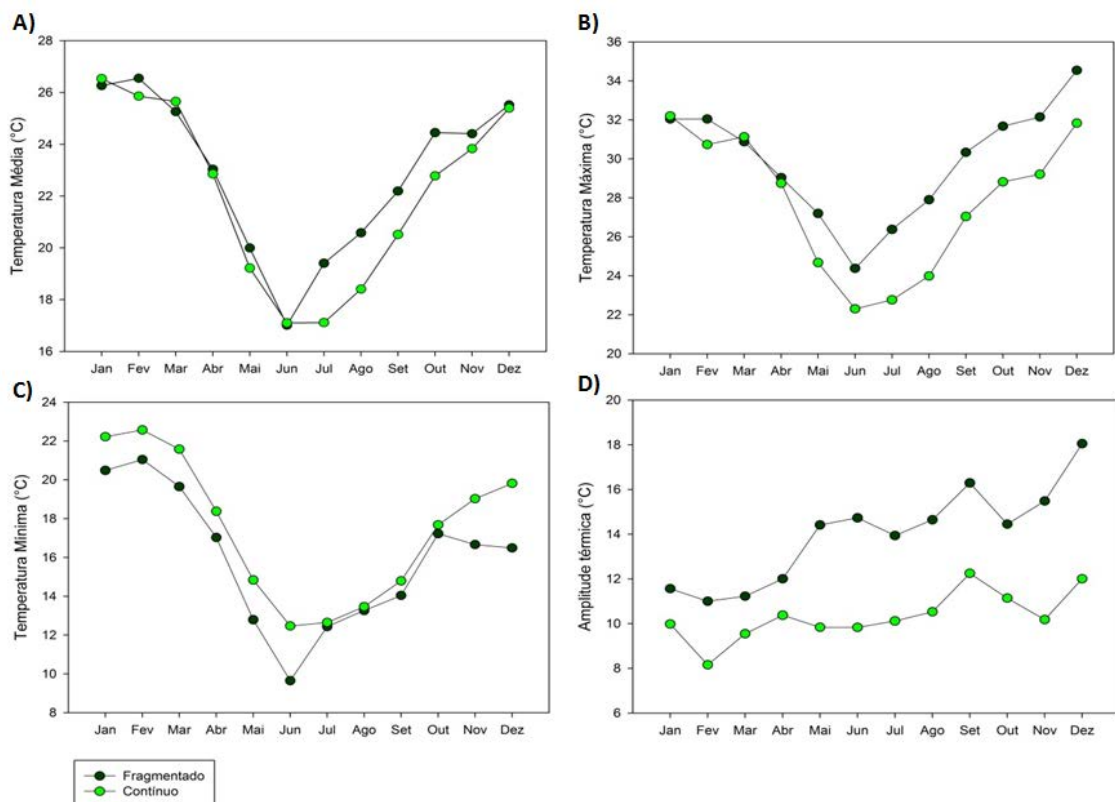 A)
Temperatura Média (°C)
28
26
24
22
20
18
16
Jan Fev Mar Abr Mai Jun Jul Ago Set Out Nov Dez
B)
Temperatura Máxima (°C)
36
34
32
30
28
26
24
22
20
Jan Fev Mar Abr Mai Jun Jul Ago Set Out Nov Dez
C)
Temperatura Mínima (°C)
24
22
20
18
16
14
12
10
8
Jan Fev Mar Abr Mai Jun Jul Ago Set Out Nov Dez
D)
Amplitude térmica (°C)
20
18
16
14
12
10
8
6
Jan Fev Mar Abr Mai Jun Jul Ago Set Out Nov Dez
Fragmentado
Contínuo